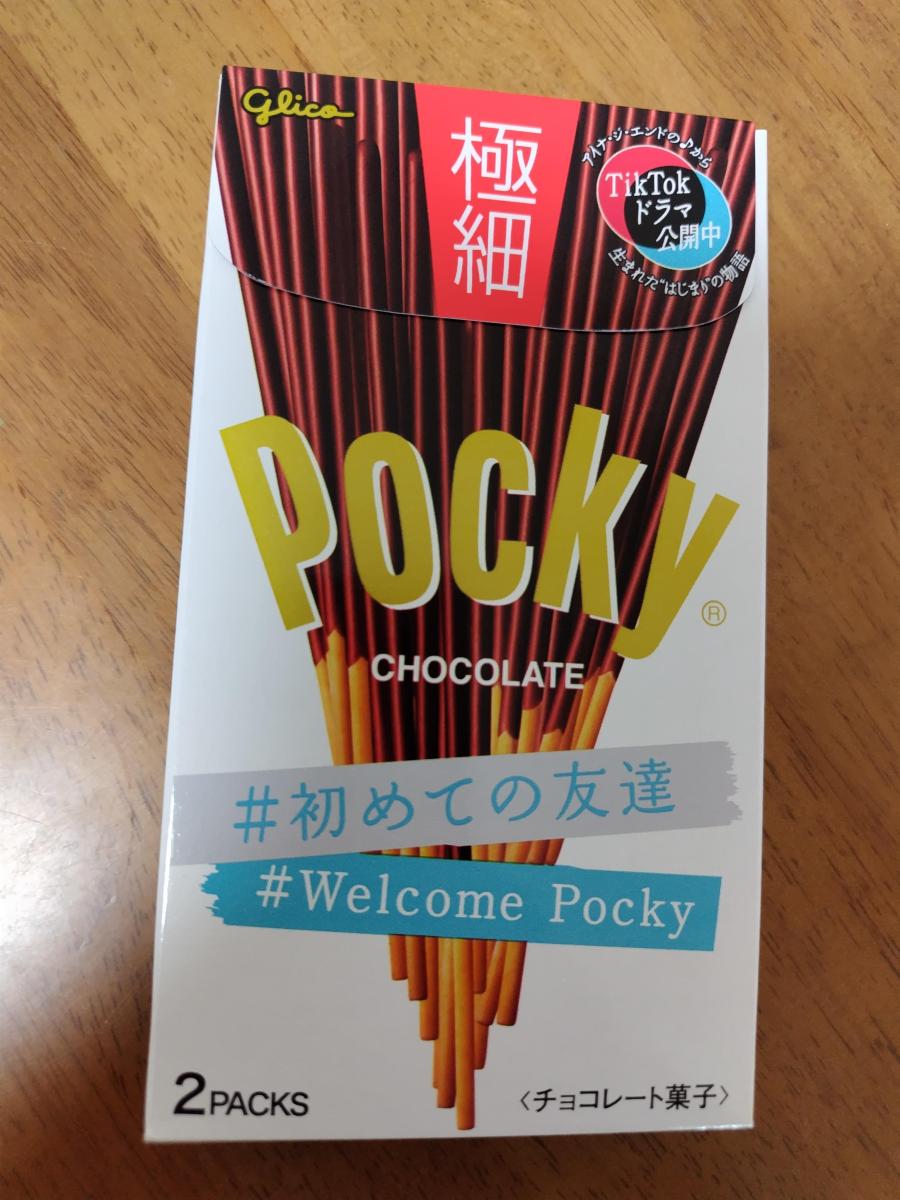 Glico
極細
アイナ・ジ・エンドの♪から
TikTok
ドラマ
公開中
生まれた"はじまり"の物語
Pocky®
CHOCOLATE
#初めての友達
#Welcome Pocky
2PACKS
〈チョコレート菓子〉